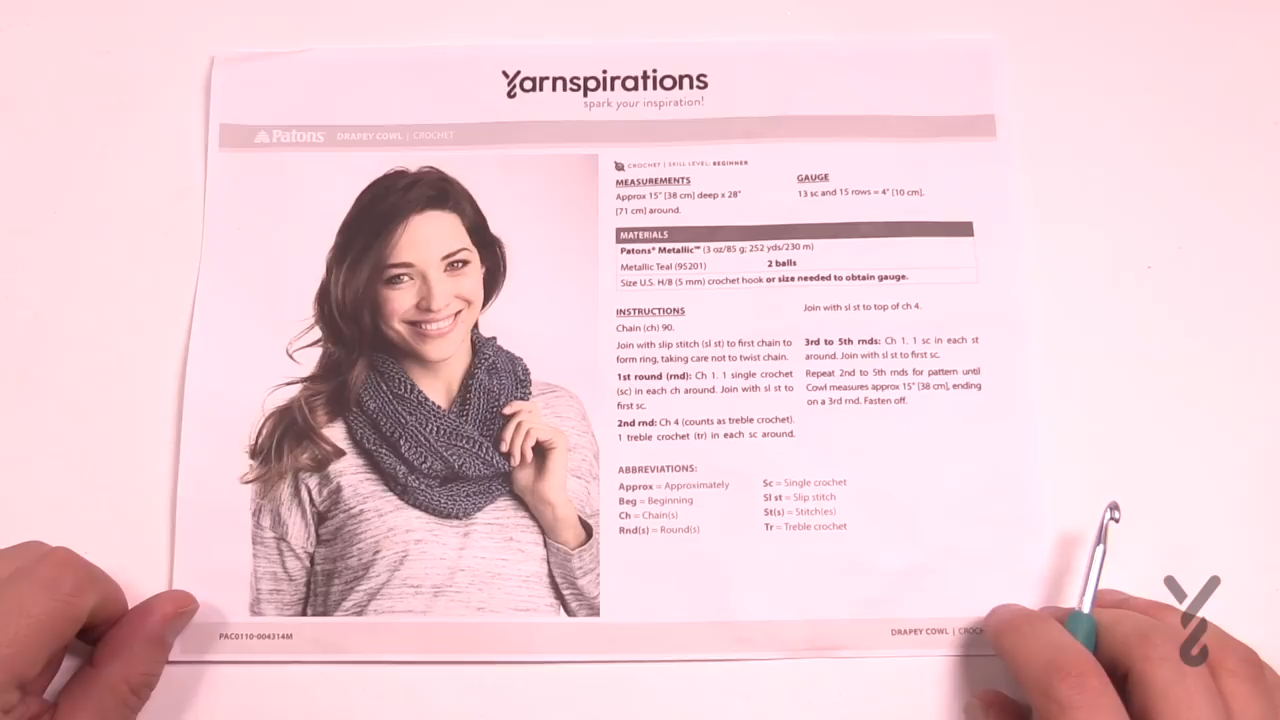 Yarnspirations
spark your inspiration!
Patons DRAPEY COWL | CROCHET
CROCHET | SKILL LEVEL: BEGINNER
MEASUREMENTS
Approx 15" [38 cm] deep x 28"
[71 cm] around.
GAUGE
13 sc and 15 rows = 4" [10 cm].
MATERIALS
Patons® Metallic™ (3 oz/85 g; 252 yds/230 m)
Metallic Teal (95201) 2 balls
Size U.S. H/8 (5 mm) crochet hook or size needed to obtain gauge.
INSTRUCTIONS
Chain (ch) 90.
Join with slip stitch (sl st) to first chain to
form ring, taking care not to twist chain.
1st round (rnd): Ch 1. 1 single crochet
(sc) in each ch around. Join with sl st to
first sc.
2nd rnd: Ch 4 (counts as treble crochet).
1 treble crochet (tr) in each sc around.
Join with sl st to top of ch 4.
3rd to 5th rnds: Ch 1. 1 sc in each st
around. Join with sl st to first sc.
Repeat 2nd to 5th rnds for pattern until
Cowl measures approx 15" [38 cm], ending
on a 3rd rnd. Fasten off.
ABBREVIATIONS:
Approx = Approximately
Beg = Beginning
Ch = Chain(s)
Rnd(s) = Round(s)
Sc = Single crochet
Sl st = Slip stitch
St(s) = Stitch(es)
Tr = Treble crochet
PAC0110-004314M
DRAPEY COWL | CROCH